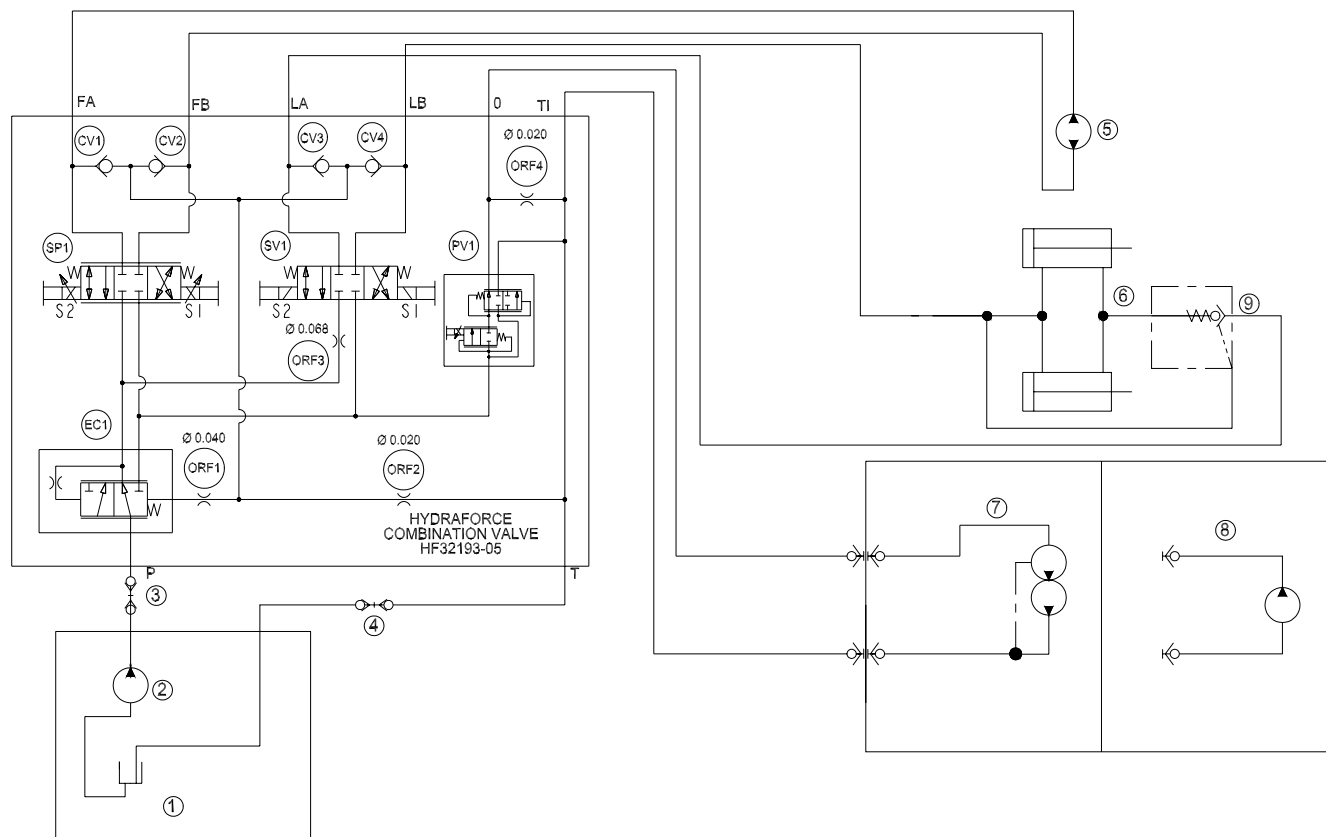 FA FB LA LB 0 TI
CV1 CV2 CV3 CV4
Ø 0.020
ORF4
5
SP1 SV1 PV1
S2 S1 S2 S1
6 9
Ø 0.068
ORF3
EC1
Ø 0.040 Ø 0.020
ORF1 ORF2
7 8
HYDRAFORCE
COMBINATION VALVE
HF32193-05
P T
3
4
2
1